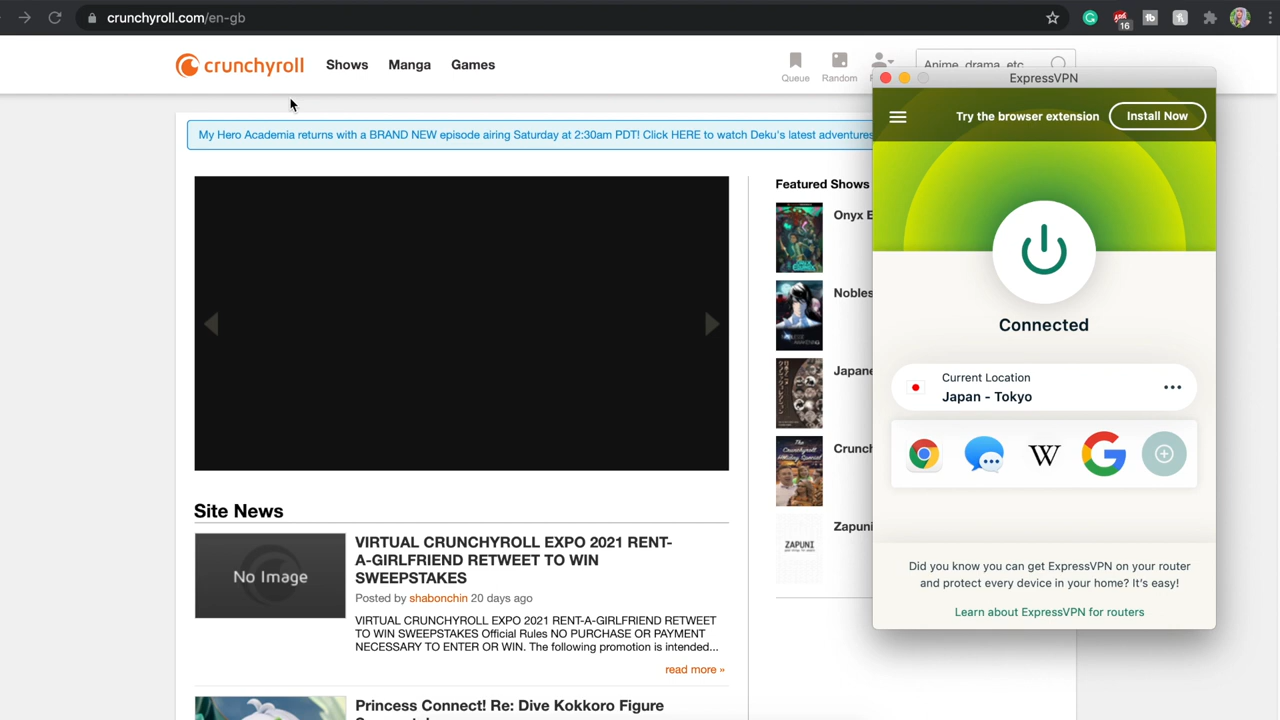 crunchyroll.com/en-gb
16
crunchyroll
Shows
Manga
Games
Queue
Random
Anime, drama, etc
ExpressVPN
Try the browser extension
Install Now
My Hero Academia returns with a BRAND NEW episode airing Saturday at 2:30am PDT! Click HERE to watch Deku's latest adventures
Featured Shows
Onyx E
Nobles
Japane
The
Crunchyroll
Crunch
ZAPUNI
Zapuni
Connected
Current Location
Japan - Tokyo
W
Did you know you can get ExpressVPN on your router
and protect every device in your home? It's easy!
Learn about ExpressVPN for routers
Site News
No Image
VIRTUAL CRUNCHYROLL EXPO 2021 RENT-
A-GIRLFRIEND RETWEET TO WIN
SWEEPSTAKES
Posted by shabonchin 20 days ago
VIRTUAL CRUNCHYROLL EXPO 2021 RENT-A-GIRLFRIEND RETWEET
TO WIN SWEEPSTAKES Official Rules NO PURCHASE OR PAYMENT
NECESSARY TO ENTER OR WIN. The following promotion is intended...
read more »
Princess Connect! Re: Dive Kokkoro Figure